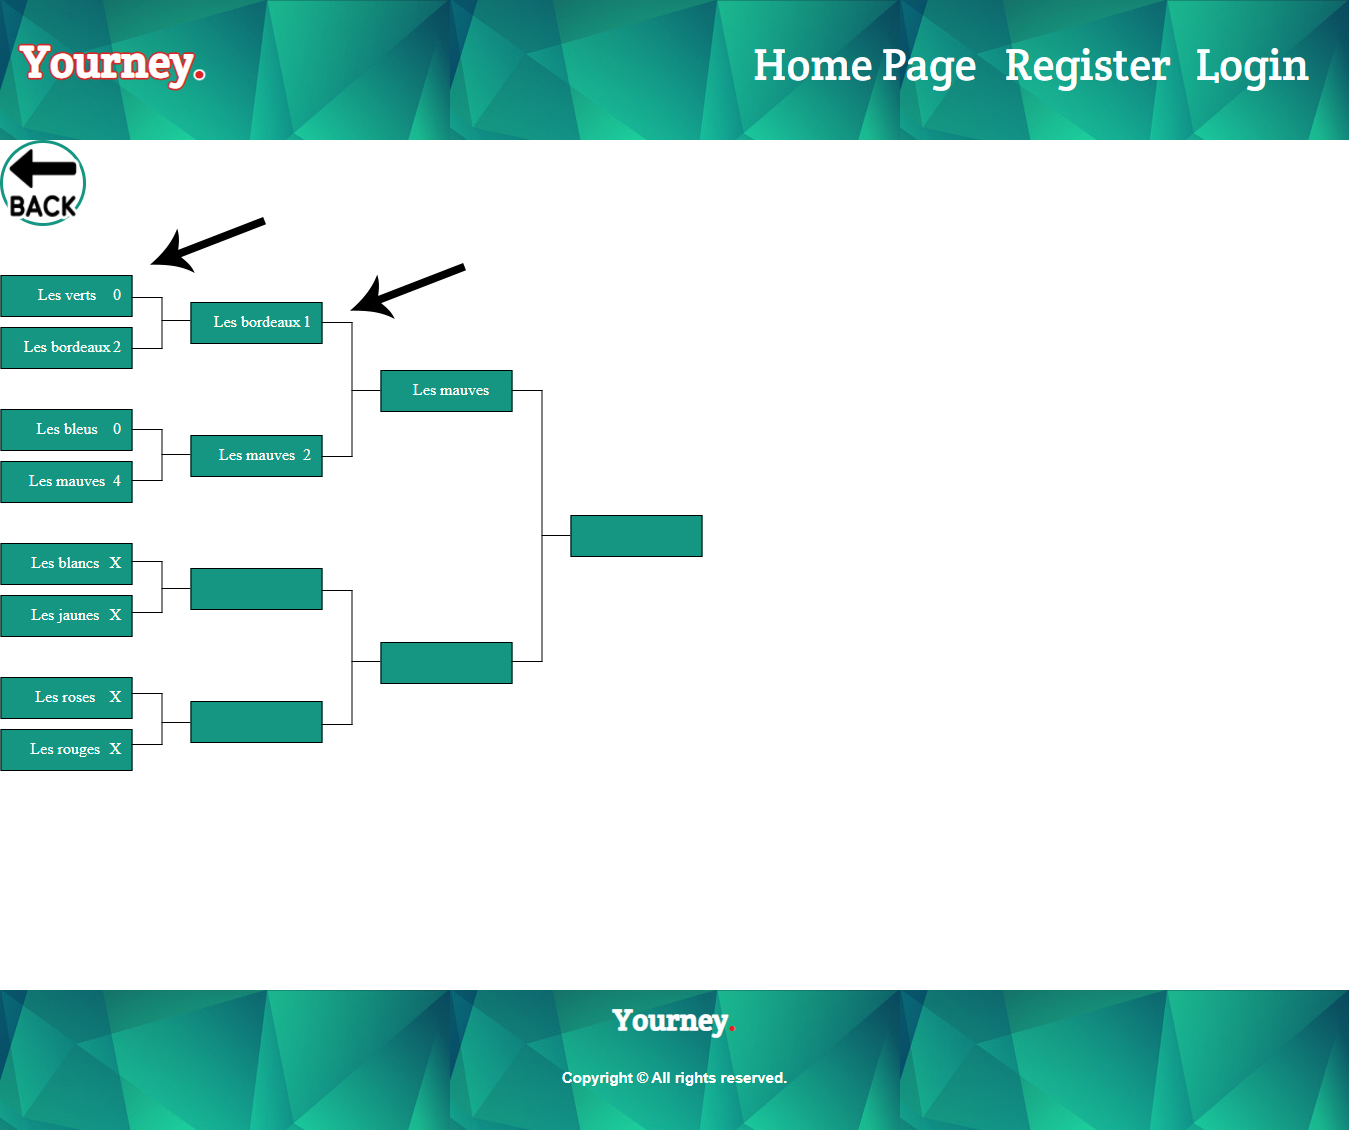 Yourney.
Home Page Register Login
BACK
Les verts 0
Les bordeaux 2
Les bordeaux 1
Les bleus 0
Les mauves 4
Les mauves 2
Les mauves
Les blancs X
Les jaunes X
Les roses X
Les rouges X
Yourney.
Copyright © All rights reserved.